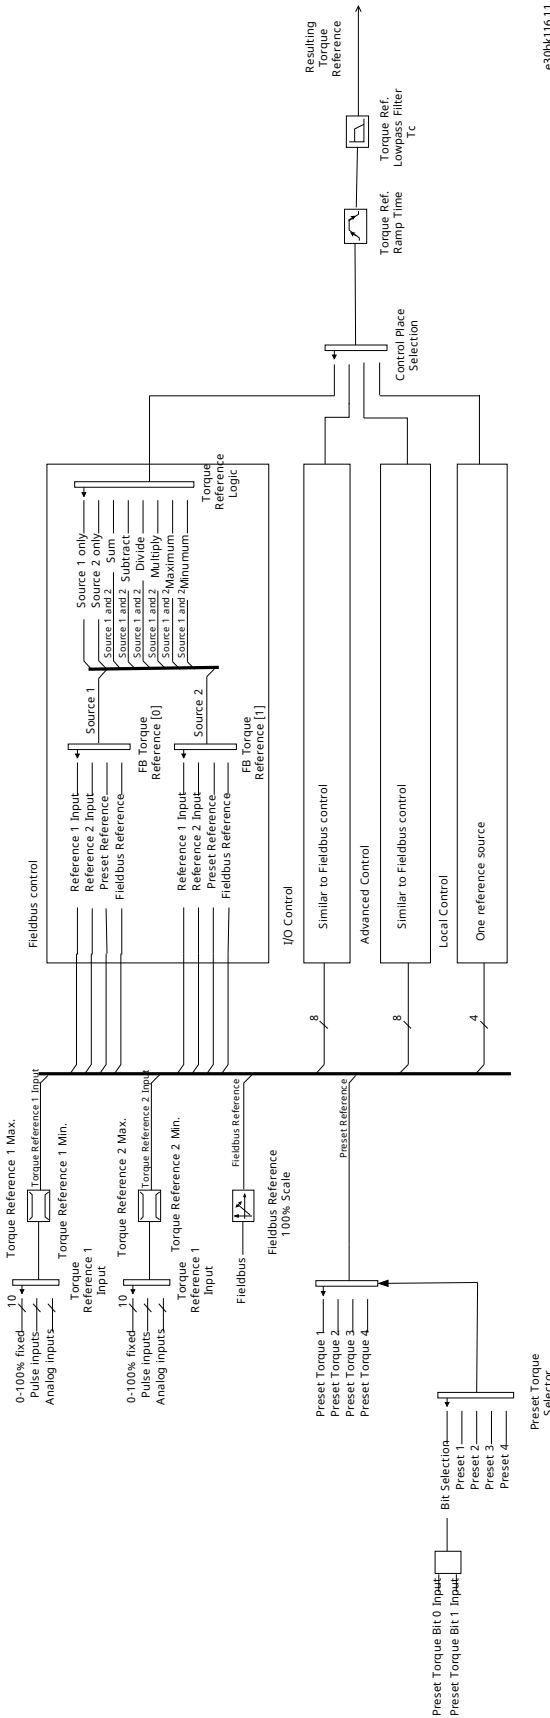 0-100% fixed
Pulse inputs
Analog inputs
10
Torque
Reference 1
Input
Torque Reference 1 Max.
Torque Reference 1 Min.
Torque Reference 1 Input
0-100% fixed
Pulse inputs
Analog inputs
10
Torque
Reference 1
Input
Torque Reference 2 Max.
Torque Reference 2 Min.
Torque Reference 2 Input
Fieldbus
Fieldbus Reference
100% Scale
Fieldbus Reference
Preset Torque Bit 0 Input
Preset Torque Bit 1 Input
Bit Selection
Preset 1
Preset 2
Preset 3
Preset 4
Preset Torque
Selector
Preset Torque 1
Preset Torque 2
Preset Torque 3
Preset Torque 4
Preset Reference
Fieldbus control
Reference 1 Input
Reference 2 Input
Preset Reference
Fieldbus Reference
FB Torque
Reference [0]
Source 1
Reference 1 Input
Reference 2 Input
Preset Reference
Fieldbus Reference
FB Torque
Reference [1]
Source 2
Source 1 only
Source 2 only
Source 1 and 2 Sum
Source 1 and 2 Subtract
Source 1 and 2 Divide
Source 1 and 2 Multiply
Source 1 and 2 Maximum
Source 1 and 2 Minumum
Torque
Reference
Logic
8
I/O Control
Similar to Fieldbus control
8
Advanced Control
Similar to Fieldbus control
4
Local Control
One reference source
Control Place
Selection
Torque Ref.
Ramp Time
Torque Ref.
Lowpass Filter
Tc
Resulting
Torque
Reference
e30bk116.11